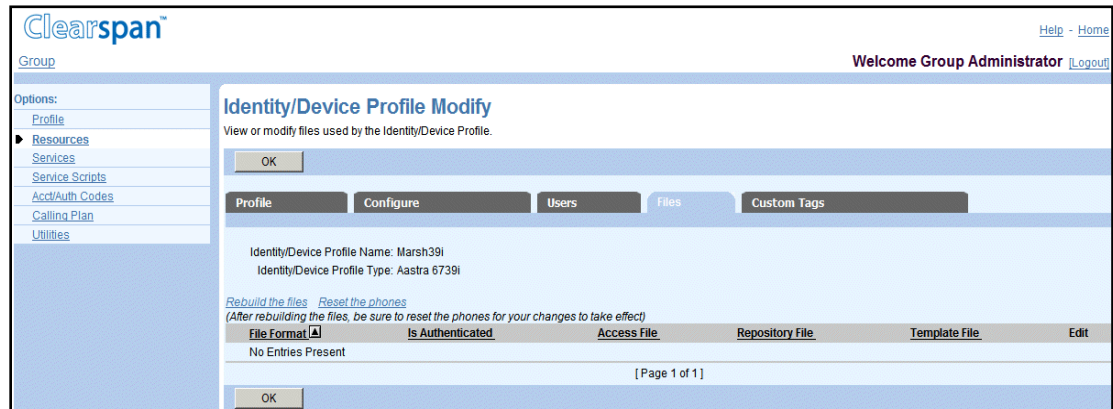 Clearspan™
Help - Home
Group
Welcome Group Administrator [Logout]
Options:
Profile
Resources
Services
Service Scripts
Acct/Auth Codes
Calling Plan
Utilities
Identity/Device Profile Modify
View or modify files used by the Identity/Device Profile.
OK
Profile Configure Users Files Custom Tags
Identity/Device Profile Name: Marsh39i
Identity/Device Profile Type: Aastra 6739i
Rebuild the files Reset the phones
(After rebuilding the files, be sure to reset the phones for your changes to take effect)
File Format Is Authenticated Access File Repository File Template File Edit
No Entries Present
[ Page 1 of 1 ]
OK